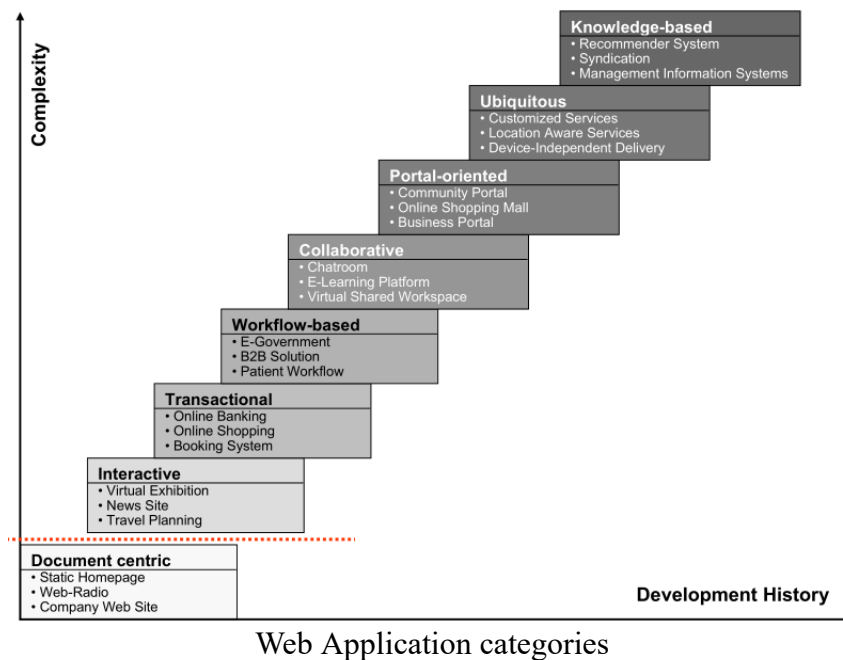 Complexity
Knowledge-based
• Recommender System
• Syndication
• Management Information Systems
Ubiquitous
• Customized Services
• Location Aware Services
• Device-Independent Delivery
Portal-oriented
• Community Portal
• Online Shopping Mall
• Business Portal
Collaborative
• Chatroom
• E-Learning Platform
• Virtual Shared Workspace
Workflow-based
• E-Government
• B2B Solution
• Patient Workflow
Transactional
• Online Banking
• Online Shopping
• Booking System
Interactive
• Virtual Exhibition
• News Site
• Travel Planning
Document centric
• Static Homepage
• Web-Radio
• Company Web Site
Development History
Web Application categories